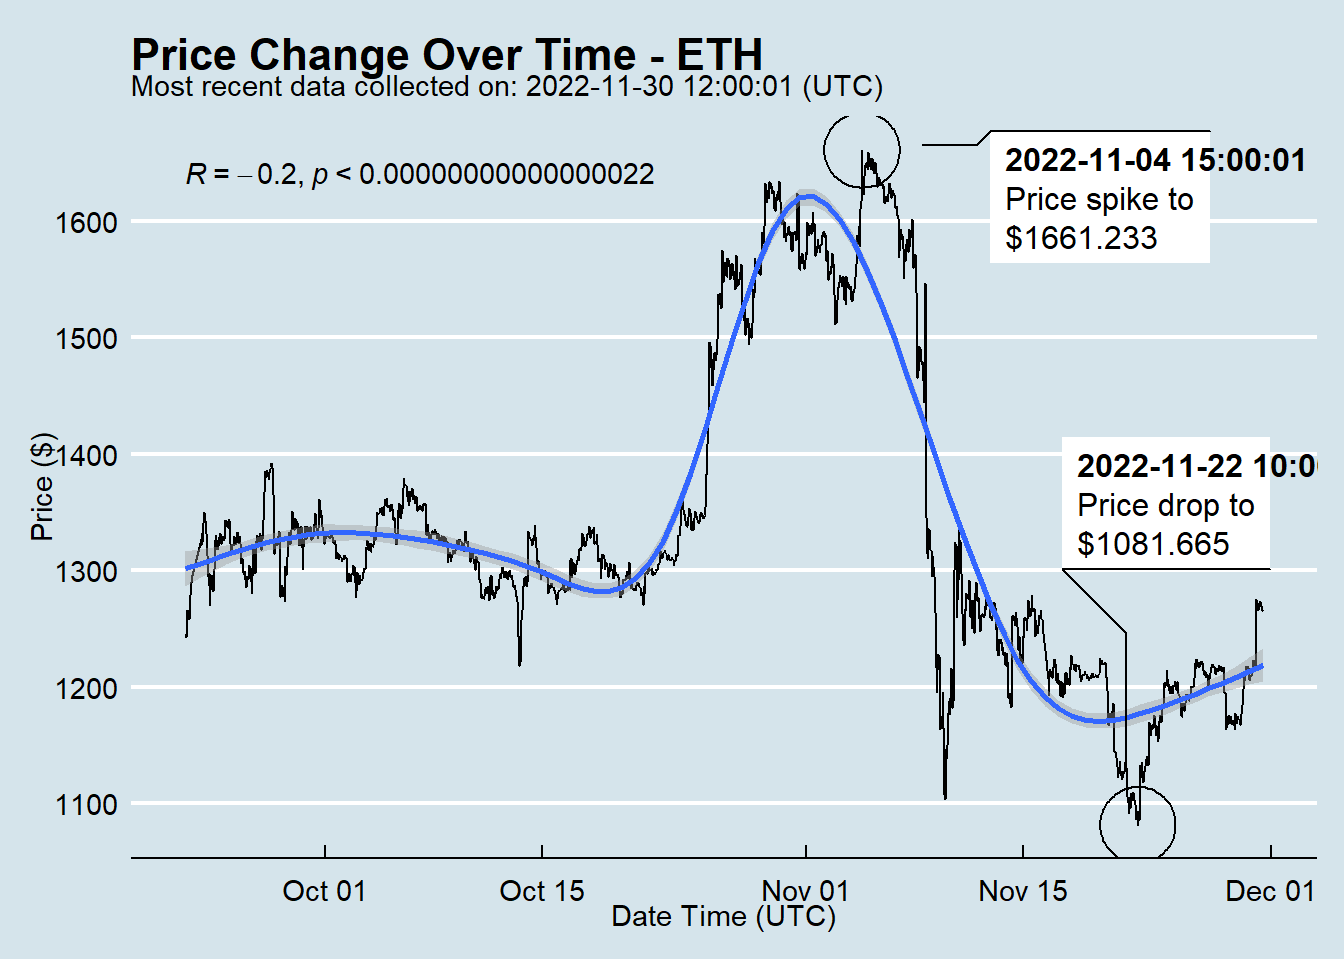 Price Change Over Time - ETH
Most recent data collected on: 2022-11-30 12:00:01 (UTC)
R = −0.2, p < 0.00000000000000022
2022-11-04 15:00:01
Price spike to
$1661.233
2022-11-22 10:00
Price drop to
$1081.665
Price ($)
1600
1500
1400
1300
1200
1100
Oct 01
Oct 15
Nov 01
Nov 15
Dec 01
Date Time (UTC)